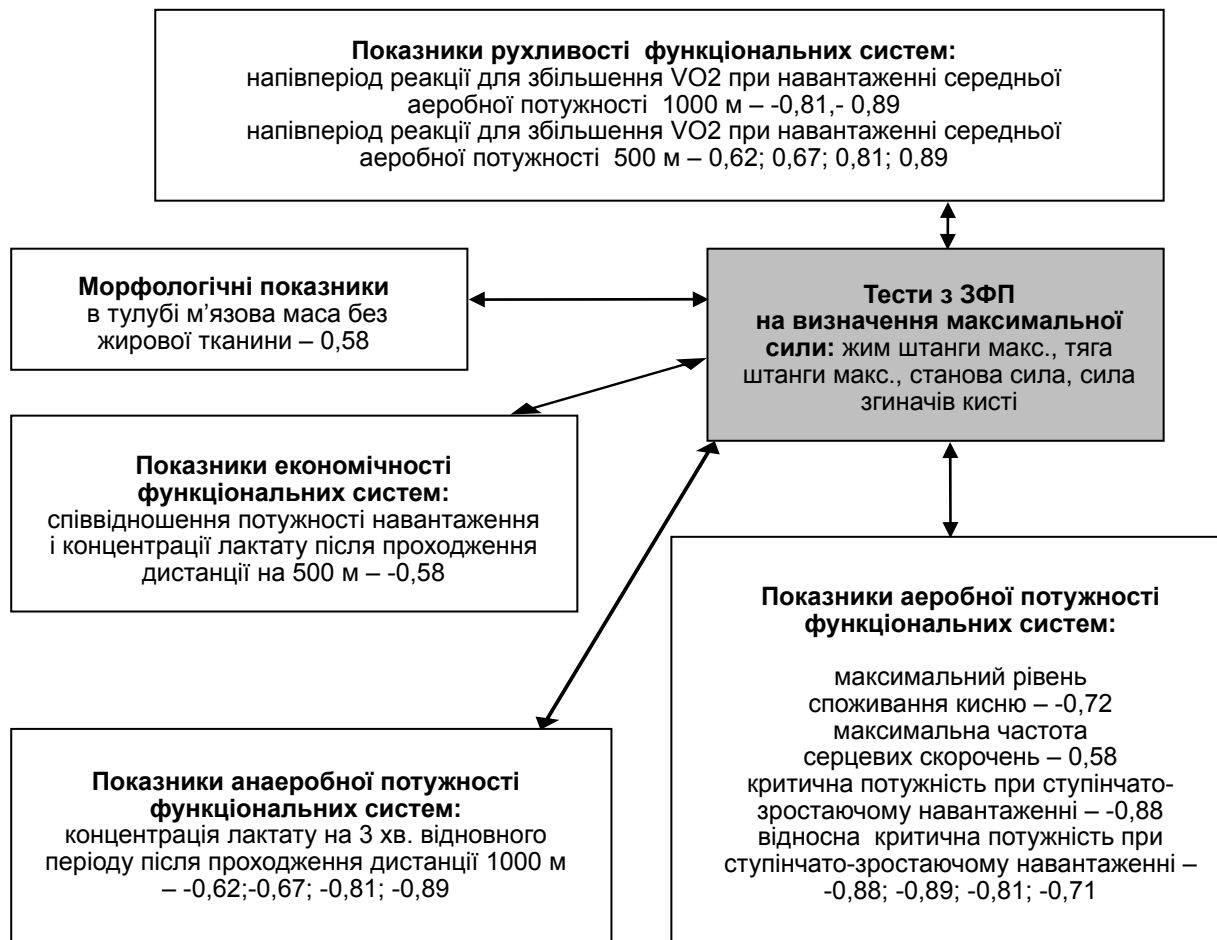 Показники рухливості функціональних систем:
напівперіод реакції для збільшення VO2 при навантаженні середньої
аеробної потужності 1000 м – -0,81,- 0,89
напівперіод реакції для збільшення VO2 при навантаженні середньої
аеробної потужності 500 м – 0,62; 0,67; 0,81; 0,89
Морфологічні показники
в тулубі м’язова маса без
жирової тканини – 0,58
Тести з ЗФП
на визначення максимальної
сили: жим штанги макс., тяга
штанги макс., станова сила, сила
згиначів кисті
Показники економічності
функціональних систем:
співвідношення потужності навантаження
і концентрації лактату після проходження
дистанції на 500 м – -0,58
Показники анаеробної потужності
функціональних систем:
концентрація лактату на 3 хв. відновного
періоду після проходження дистанції 1000 м
– -0,62;-0,67; -0,81; -0,89
Показники аеробної потужності
функціональних систем:
максимальний рівень
споживання кисню – -0,72
максимальна частота
серцевих скорочень – 0,58
критична потужність при ступінчато-
зростаючому навантаженні – -0,88
відносна критична потужність при
ступінчато-зростаючому навантаженні –
-0,88; -0,89; -0,81; -0,71